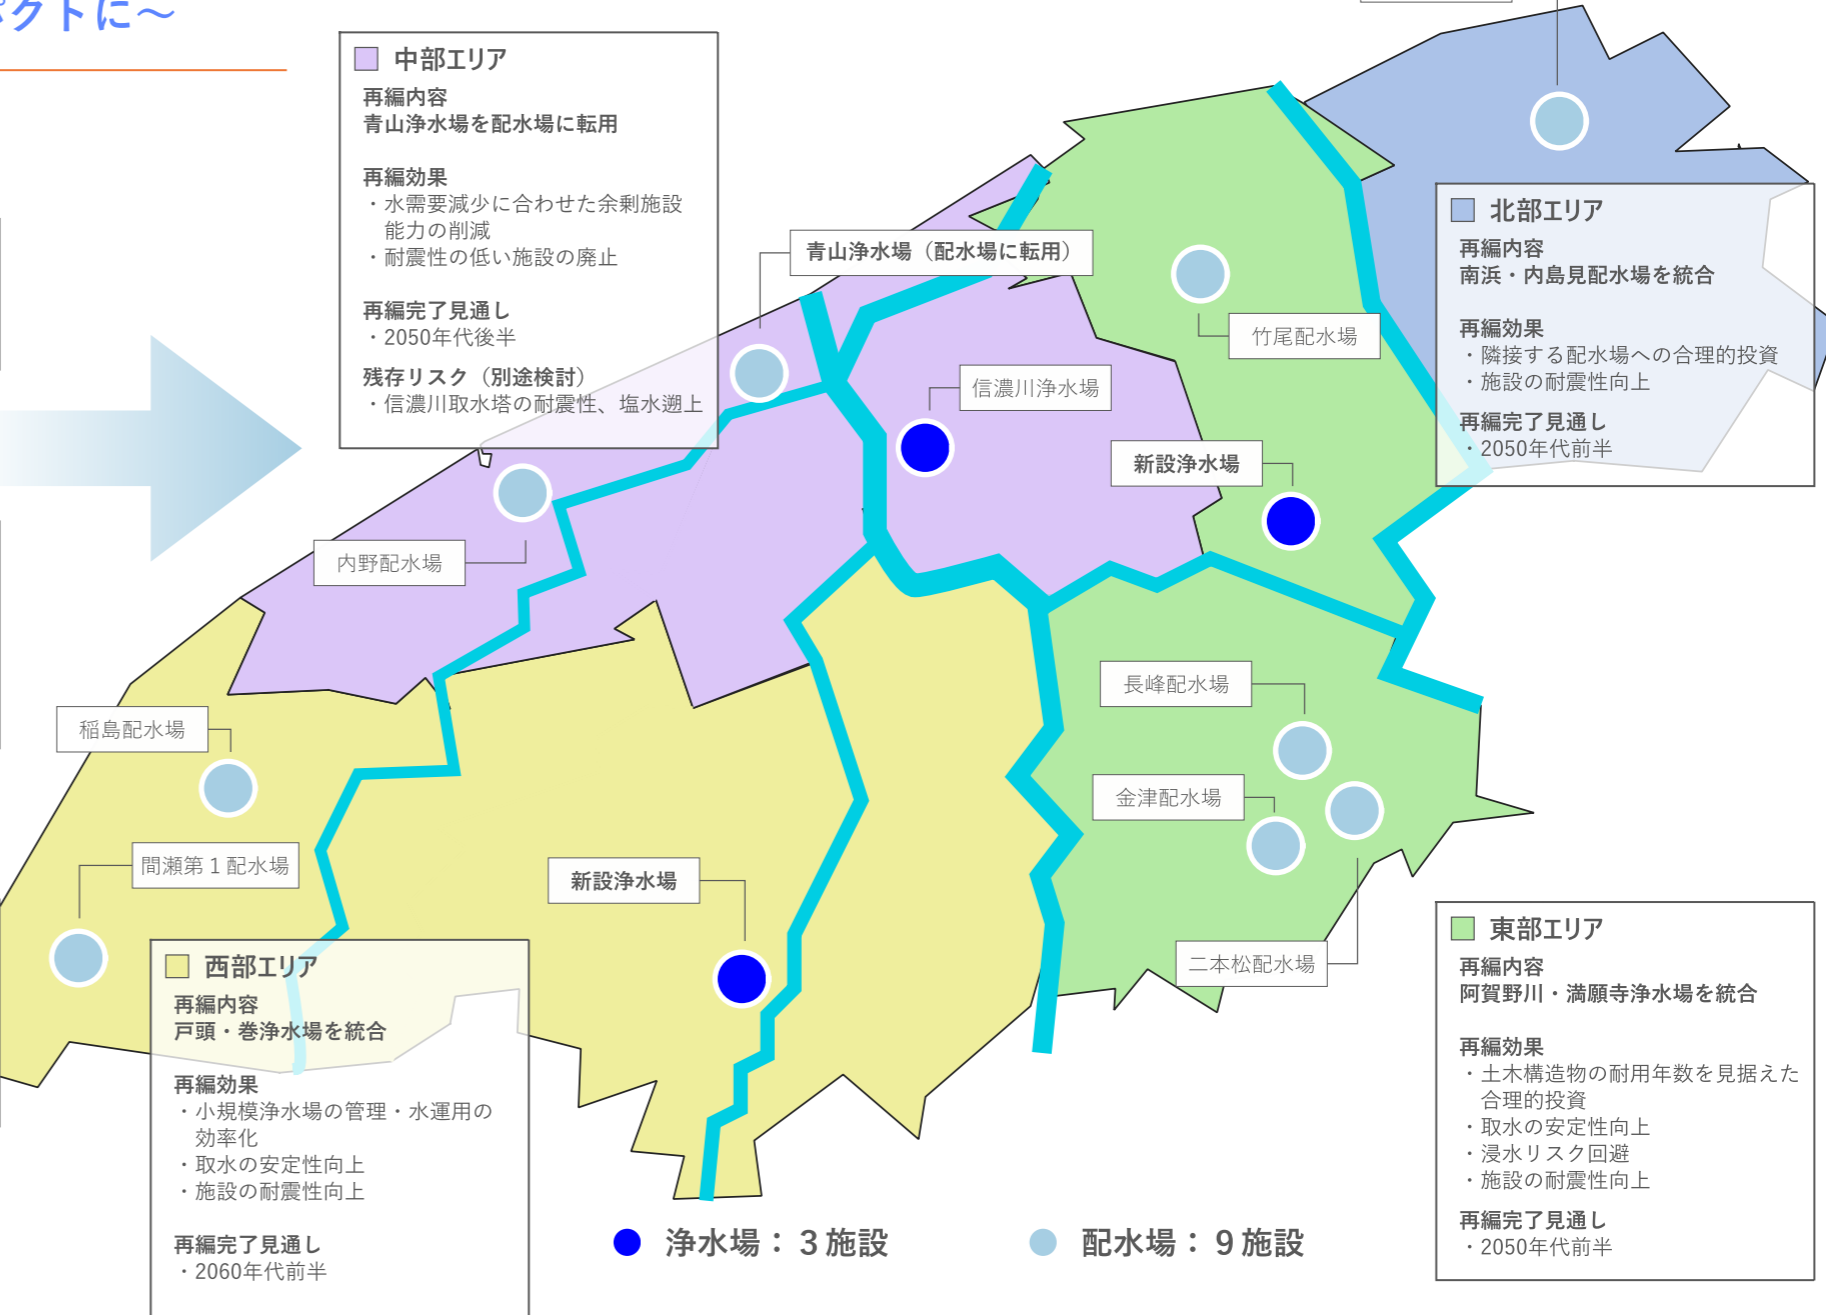 パクトに～
中部エリア
再編内容
青山浄水場を配水場に転用
再編効果
・水需要減少に合わせた余剰施設
能力の削減
・耐震性の低い施設の廃止
再編完了見通し
・2050年代後半
残存リスク（別途検討）
・信濃川取水塔の耐震性、塩水遡上
青山浄水場（配水場に転用）
竹尾配水場
信濃川浄水場
新設浄水場
内野配水場
北部エリア
再編内容
南浜・内島見配水場を統合
再編効果
・隣接する配水場への合理的投資
・施設の耐震性向上
再編完了見通し
・2050年代前半
長峰配水場
金津配水場
二本松配水場
稲島配水場
間瀬第１配水場
新設浄水場
西部エリア
再編内容
戸頭・巻浄水場を統合
再編効果
・小規模浄水場の管理・水運用の
効率化
・取水の安定性向上
・施設の耐震性向上
再編完了見通し
・2060年代前半
東部エリア
再編内容
阿賀野川・満願寺浄水場を統合
再編効果
・土木構造物の耐用年数を見据えた
合理的投資
・取水の安定性向上
・浸水リスク回避
・施設の耐震性向上
再編完了見通し
・2050年代前半
浄水場：３施設
配水場：９施設